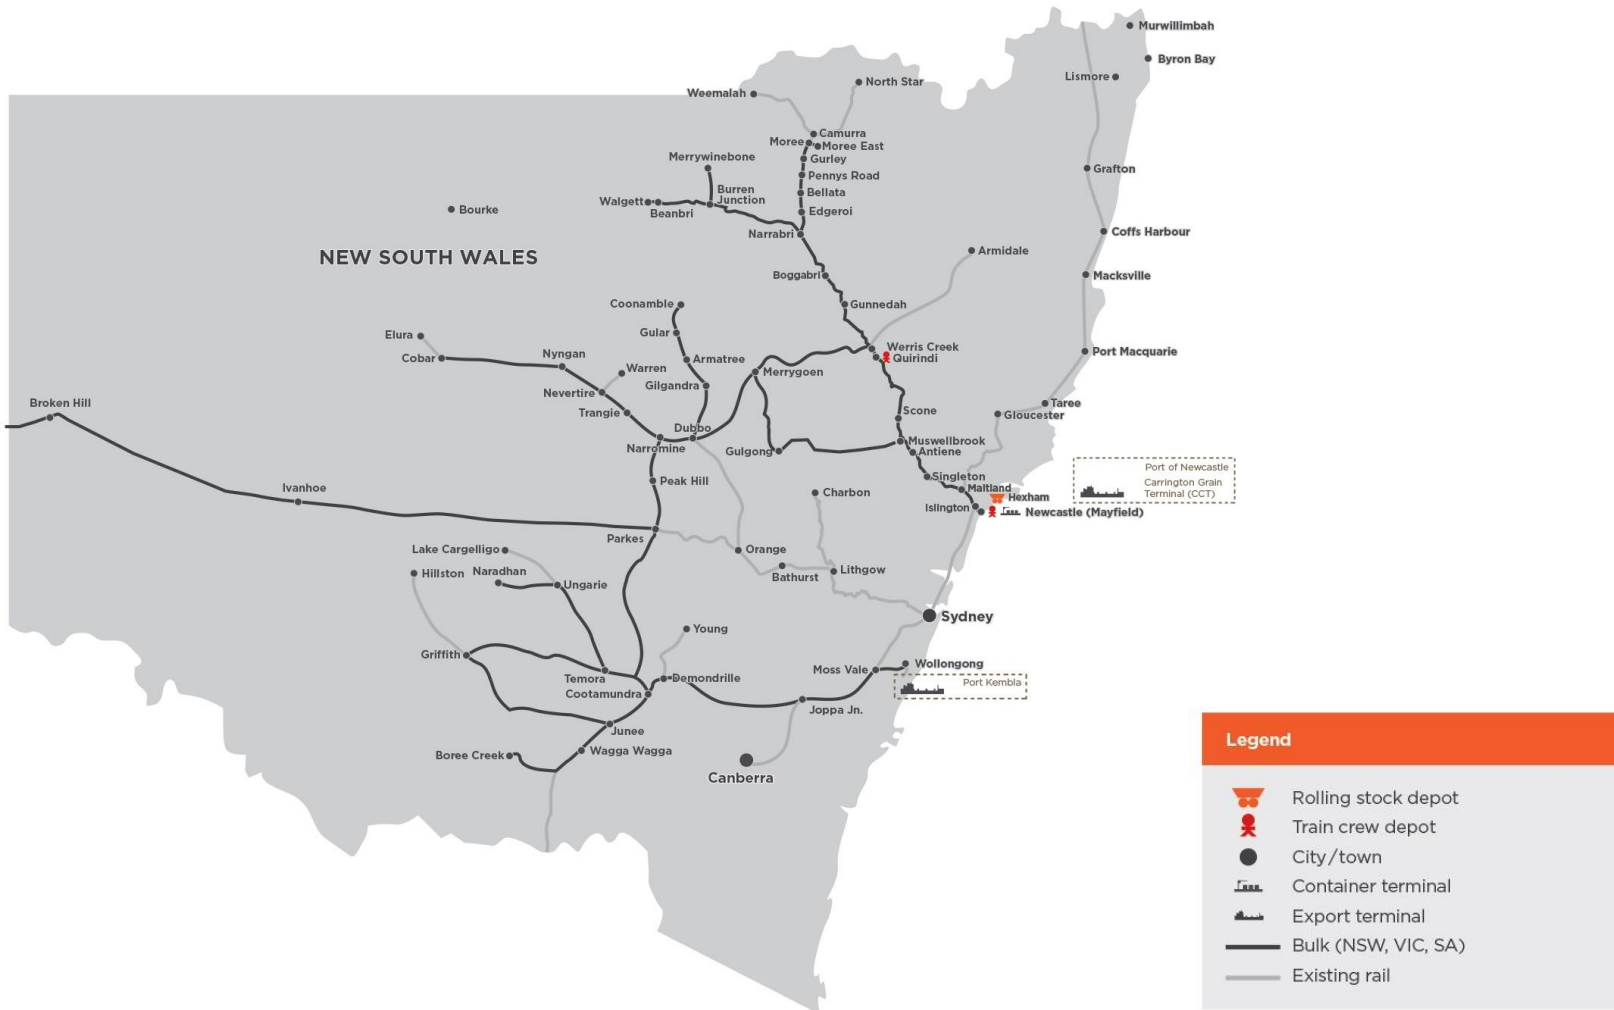 Murwillimbah
Byron Bay
Lismore
North Star
Weemalah
Camurra
Moree
Moree East
Merrywinebone
Gurley
Pennys Road
Grafton
Burren
Junction
Bellata
Walgett
Beanbri
Edgeroi
Bourke
Narrabri
Coffs Harbour
NEW SOUTH WALES
Armidale
Boggabri
Macksville
Coonamble
Gunnedah
Gular
Elura
Cobar
Nyngan
Werris Creek
Quirindi
Port Macquarie
Armatree
Warren
Merrygoen
Gilgandra
Nevertire
Broken Hill
Trangie
Scone
Taree
Gloucester
Dubbo
Narromine
Gulgong
Muswellbrook
Antiene
Port of Newcastle
Carrington Grain
Terminal (CCT)
Peak Hill
Singleton
Maitland
Ivanhoe
Charbon
Hexham
Islington
Newcastle (Mayfield)
Parkes
Lake Cargelligo
Orange
Hillston
Naradhan
Ungarie
Bathurst
Lithgow
Sydney
Young
Griffith
Moss Vale
Wollongong
Temora
Demondrille
Port Kembla
Cootamundra
Joppa Jn.
Junee
Boree Creek
Wagga Wagga
Canberra
Legend
Rolling stock depot
Train crew depot
City/town
Container terminal
Export terminal
Bulk (NSW, VIC, SA)
Existing rail